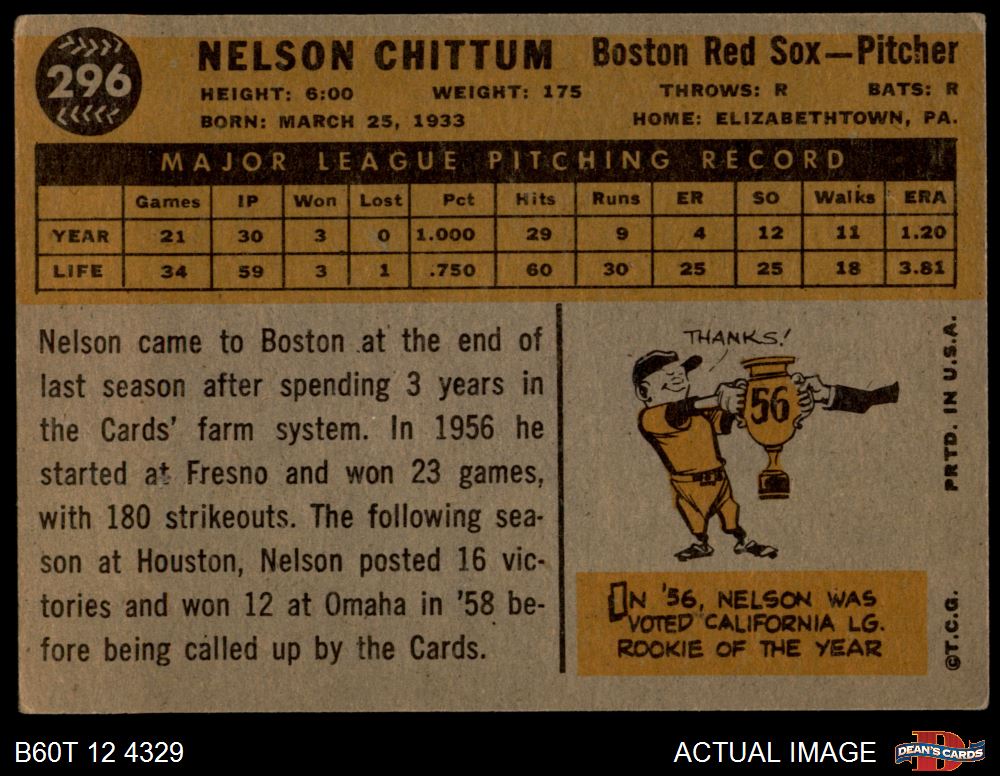 296
NELSON CHITTUM Boston Red Sox—Pitcher
HEIGHT: 6:00 WEIGHT: 175 THROWS: R BATS: R
BORN: MARCH 25, 1933 HOME: ELIZABETHTOWN, PA.
MAJOR LEAGUE PITCHING RECORD
Games IP Won Lost Pct Hits Runs ER SO Walks ERA
YEAR 21 30 3 0 1.000 29 9 4 12 11 1.20
LIFE 34 59 3 1 .750 60 30 25 25 18 3.81
Nelson came to Boston at the end of
last season after spending 3 years in
the Cards' farm system. In 1956 he
started at Fresno and won 23 games,
with 180 strikeouts. The following sea-
son at Houston, Nelson posted 16 vic-
tories and won 12 at Omaha in '58 be-
fore being called up by the Cards.
THANKS!
56
IN '56, NELSON WAS
VOTED CALIFORNIA LG.
ROOKIE OF THE YEAR
PRTD. IN U.S.A.
©T.C.G.
B60T 12 4329 ACTUAL IMAGE
D
DEAN'S CARDS